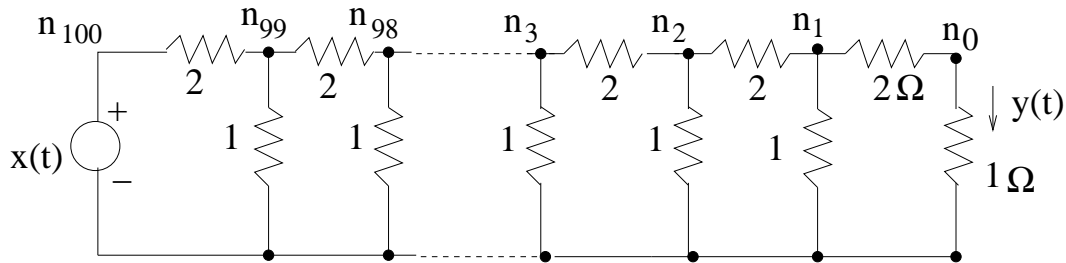 n100 n99 n98 n3 n2 n1 n0
2 2 2 2 2Ω
x(t) + − 1 1 1 1 1 1Ω y(t)